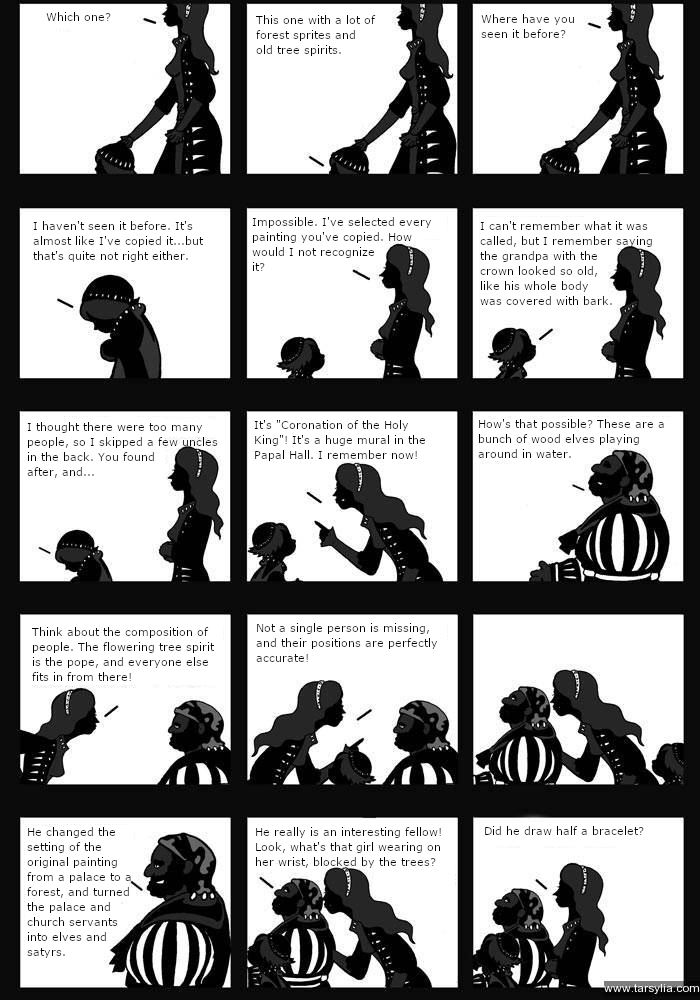 Which one?
This one with a lot of
forest sprites and
old tree spirits.
Where have you
seen it before?
I haven't seen it before. It's
almost like I've copied it...but
that's quite not right either.
Impossible. I've selected every
painting you've copied. How
would I not recognize
it?
I can't remember what it was
called, but I remember saying
the grandpa with the
crown looked so old,
like his whole body
was covered with bark.
I thought there were too many
people, so I skipped a few uncles
in the back. You found
after, and...
It's "Coronation of the Holy
King"! It's a huge mural in the
Papal Hall. I remember now!
How's that possible? These are a
bunch of wood elves playing
around in water.
Think about the composition of
people. The flowering tree spirit
is the pope, and everyone else
fits in from there!
Not a single person is missing,
and their positions are perfectly
accurate!
He changed the
setting of the
original painting
from a palace to a
forest, and turned
the palace and
church servants
into elves and
satyrs.
He really is an interesting fellow!
Look, what's that girl wearing on
her wrist, blocked by the trees?
Did he draw half a bracelet?
www.tarsylia.com